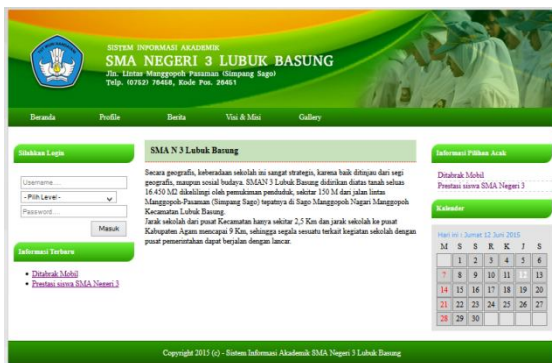 SISTEM INFORMASI AKADEMIK
SMA NEGERI 3 LUBUK BASUNG
Jln. Lintas Manggopoh Pasaman (Simpang Sago)
Telp. (0752) 76458, Kode Pos. 26451
Beranda Profile Berita Visi & Misi Gallery
Silahkan Login
Username....
- Pilih Level -
Password....
Masuk
Informasi Terbaru
Ditabrak Mobil
Prestasi siswa SMA Negeri 3
SMA N 3 Lubuk Basung
Secara geografis, keberadaan sekolah ini sangat strategis, karena baik ditinjau dari segi
geografis, maupun sosial budaya. SMAN 3 Lubuk Basung didirikan diatas tanah seluas
16.450 M2 dikelilingi oleh pemukiman penduduk, sekitar 150 M dari jalan lintas
Manggopoh-Pasaman (Simpang Sago) tepatnya di Sago Manggopoh Nagari Manggopoh
Kecamatan Lubuk Basung.
Jarak sekolah dari pusat Kecamatan hanya sekitar 2,5 Km dan jarak sekolah ke pusat
Kabupaten Agam mencapai 9 Km, sehingga segala sesuatu terkait kegiatan sekolah dengan
pusat pemerintahan dapat berjalan dengan lancar.
Informasi Pilihan Acak
Ditabrak Mobil
Prestasi siswa SMA Negeri 3
Kalender
Hari ini : Jumat 12 Juni 2015
M S S R K J S
1 2 3 4 5 6
7 8 9 10 11 12 13
14 15 16 17 18 19 20
21 22 23 24 25 26 27
28 29 30
Copyright 2015 (c) - Sistem Informasi Akademik SMA Negeri 3 Lubuk Basung